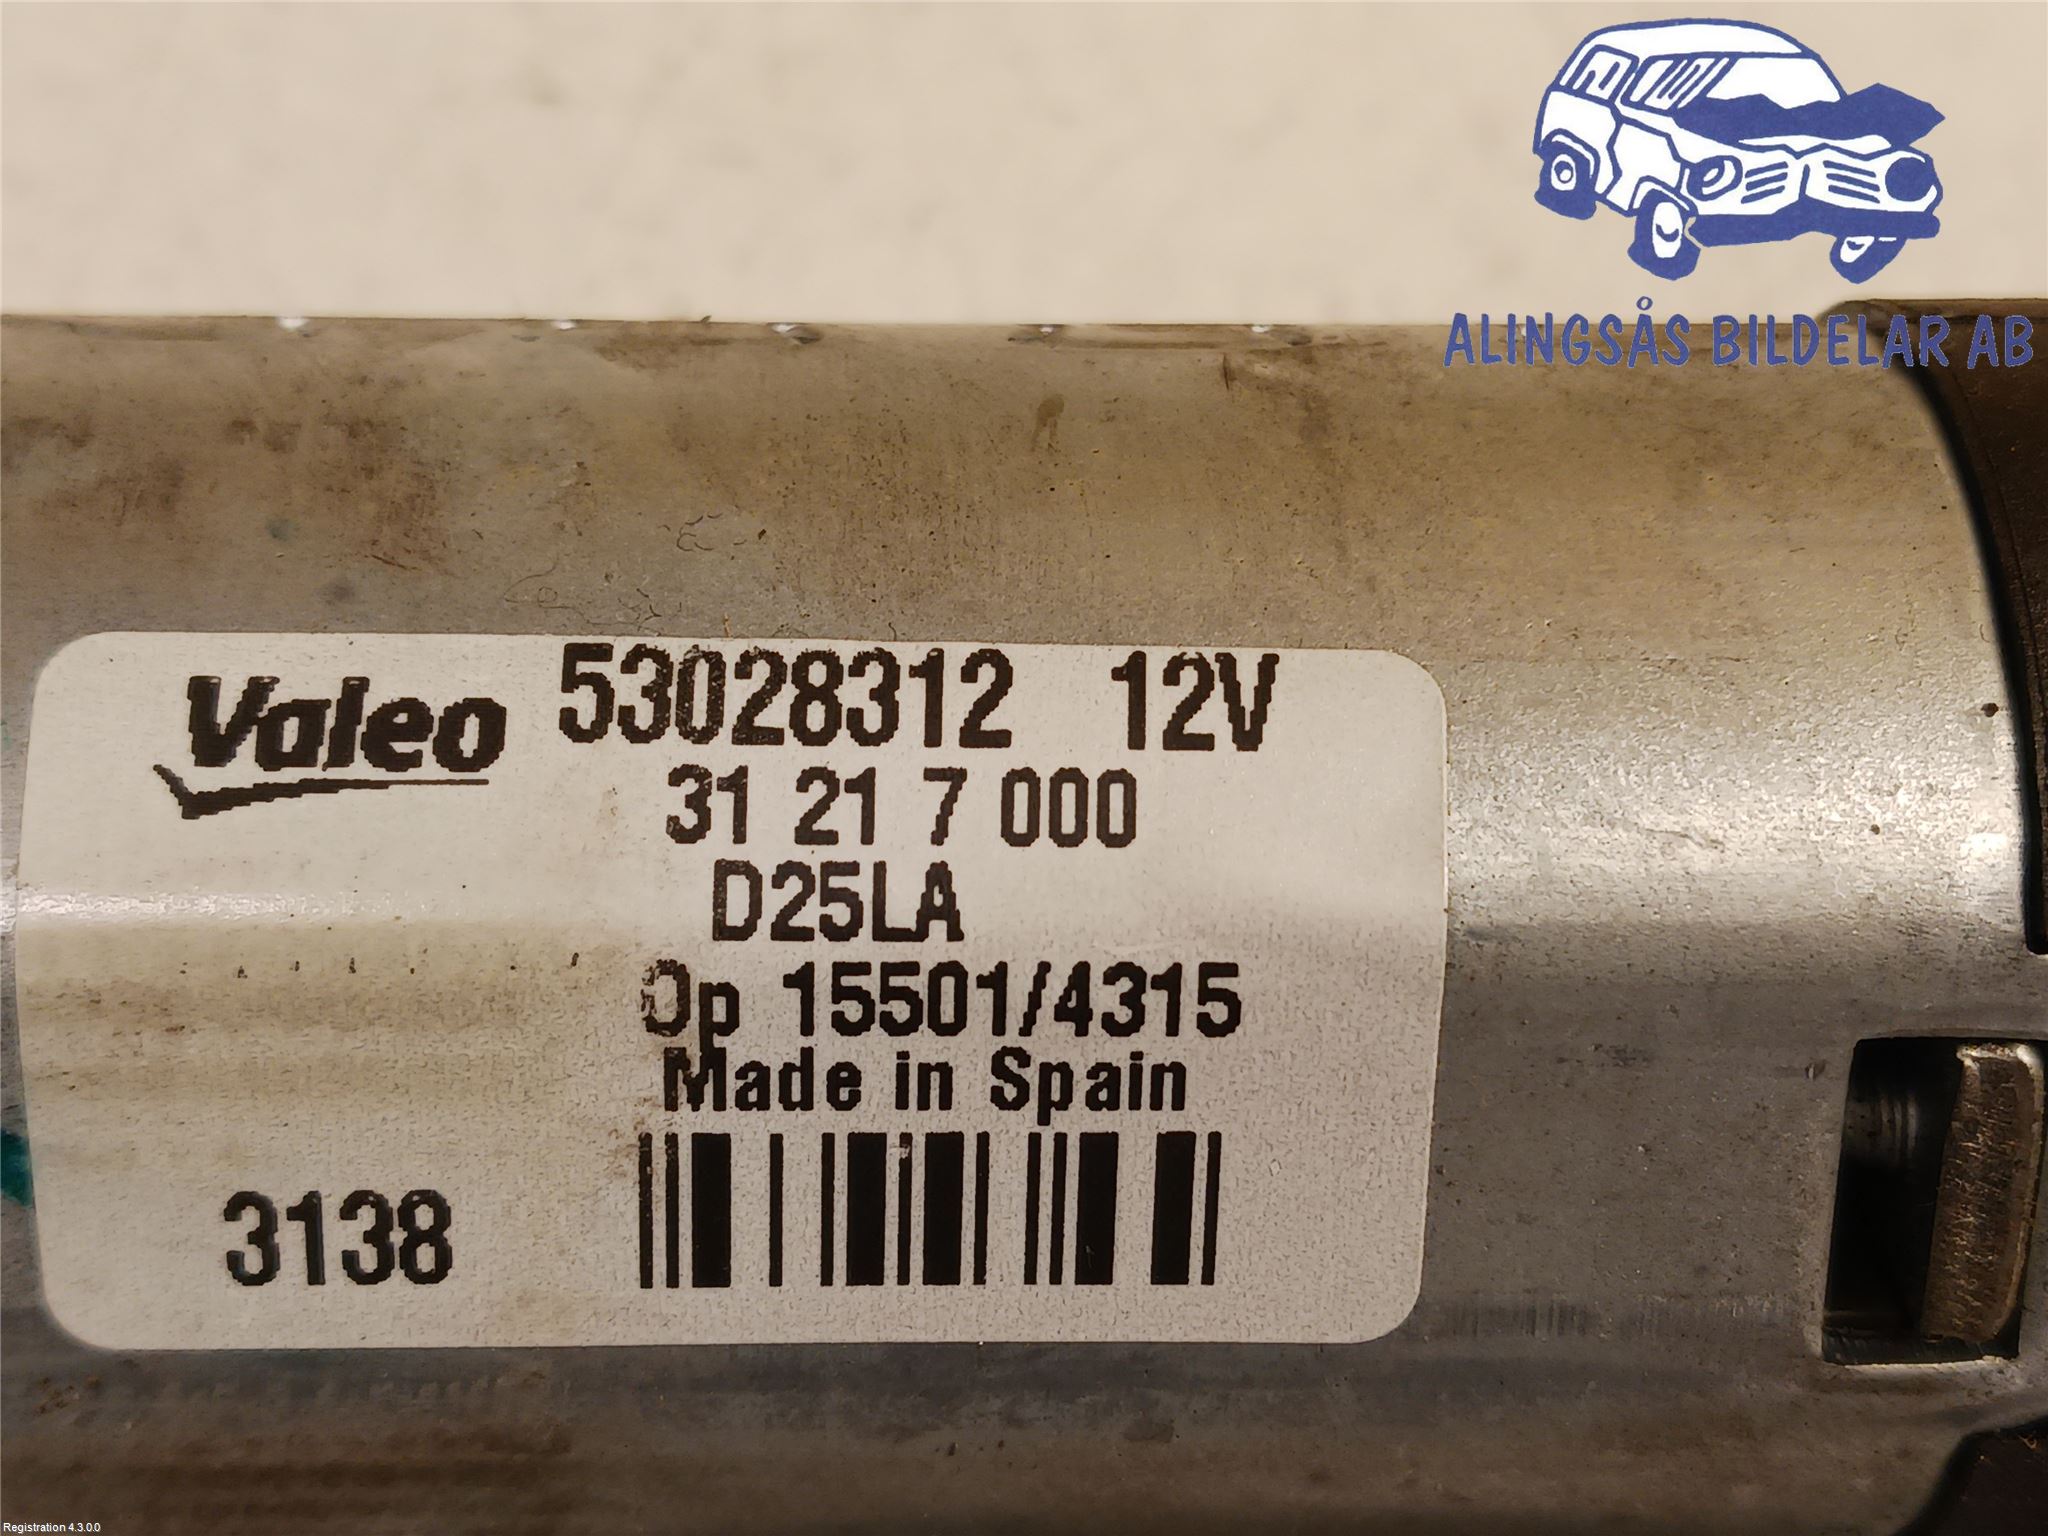 ALINGSÅS BILDELAR AB
Valeo 53028312 12V
31 21 7 000
D25LA
Op 15501/4315
Made in Spain
3138
Registration 4.3.0.0